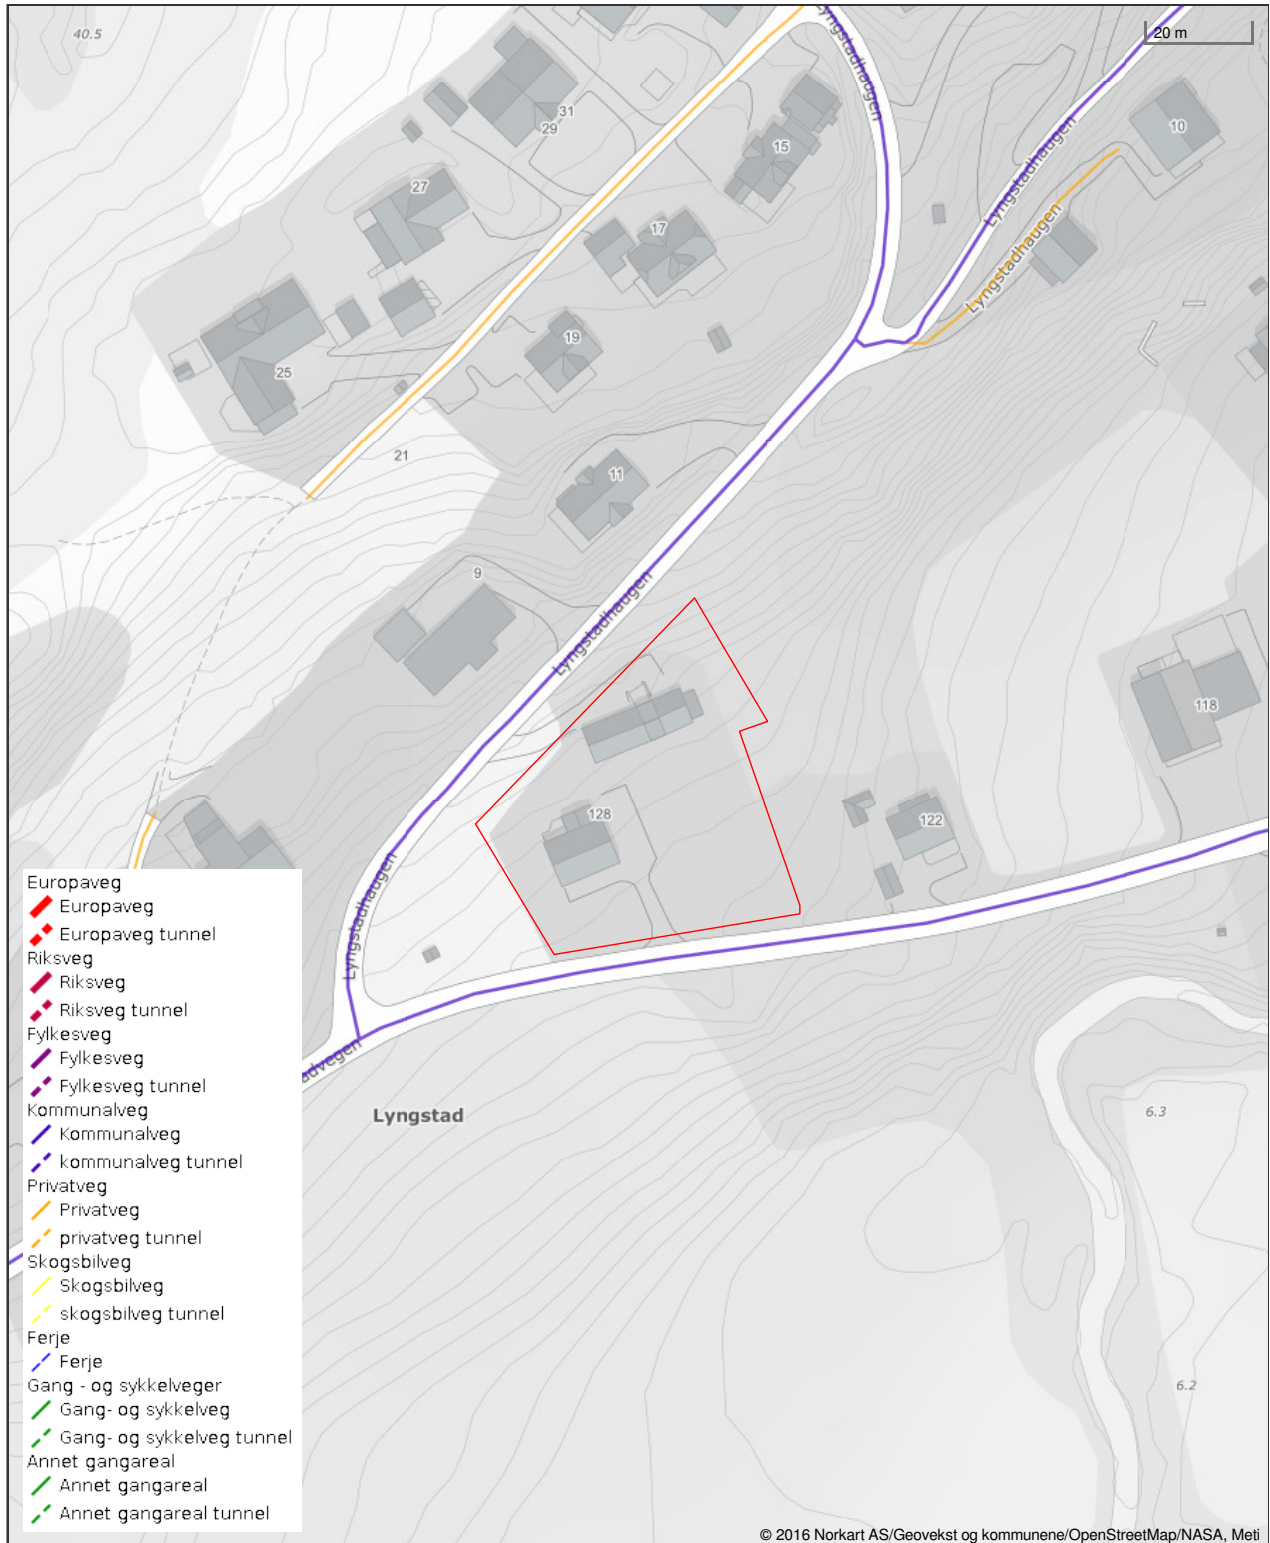 40.5
20 m
Lyngstadhaugen
31
29
10
15
27
Lyngstadhaugen
17
Lyngstadhaugen
19
25
21
11
9
Lyngstadhaugen
118
128
122
Lyngstadhaugen
advegen
Lyngstad
6.3
6.2
Europaveg
Europaveg
Europaveg tunnel
Riksveg
Riksveg
Riksveg tunnel
Fylkesveg
Fylkesveg
Fylkesveg tunnel
Kommunalveg
Kommunalveg
kommunalveg tunnel
Privatveg
Privatveg
privatveg tunnel
Skogsbilveg
Skogsbilveg
skogsbilveg tunnel
Ferje
Ferje
Gang - og sykkelveger
Gang- og sykkelveg
Gang- og sykkelveg tunnel
Annet gangareal
Annet gangareal
Annet gangareal tunnel
© 2016 Norkart AS/Geovekst og kommunene/OpenStreetMap/NASA, Meti